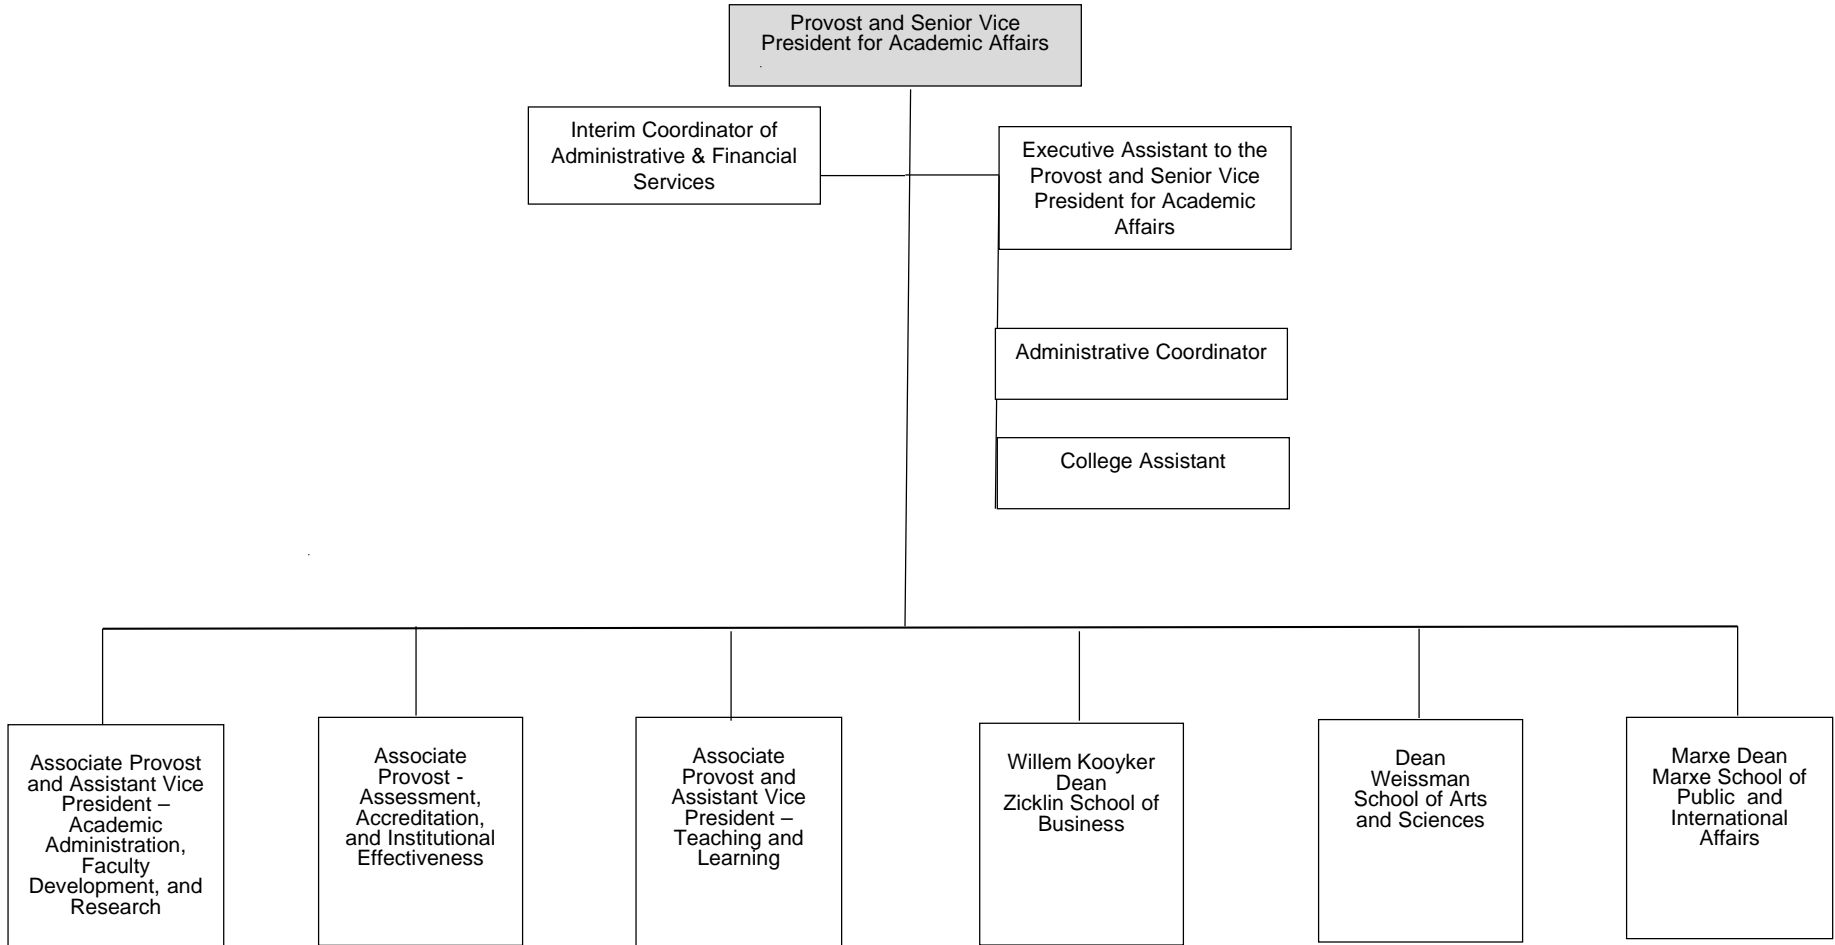 Provost and Senior Vice
President for Academic Affairs
Interim Coordinator of
Administrative & Financial
Services
Executive Assistant to the
Provost and Senior Vice
President for Academic
Affairs
Administrative Coordinator
College Assistant
Associate Provost
and Assistant Vice
President –
Academic
Administration,
Faculty
Development, and
Research
Associate
Provost -
Assessment,
Accreditation,
and Institutional
Effectiveness
Associate
Provost and
Assistant Vice
President –
Teaching and
Learning
Willem Kooyker
Dean
Zicklin School of
Business
Dean
Weissman
School of Arts
and Sciences
Marxe Dean
Marxe School of
Public and
International
Affairs